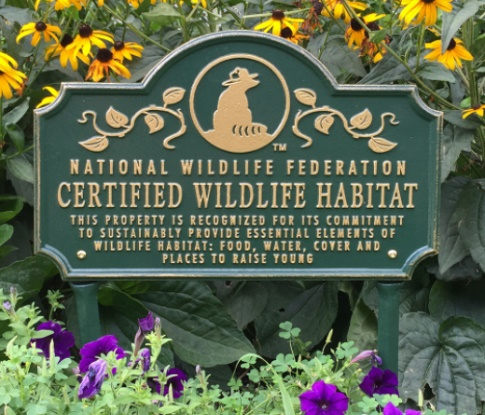 ™
NATIONAL WILDLIFE FEDERATION
CERTIFIED WILDLIFE HABITAT
THIS PROPERTY IS RECOGNIZED FOR ITS COMMITMENT
TO SUSTAINABLY PROVIDE ESSENTIAL ELEMENTS OF
WILDLIFE HABITAT: FOOD, WATER, COVER AND
PLACES TO RAISE YOUNG